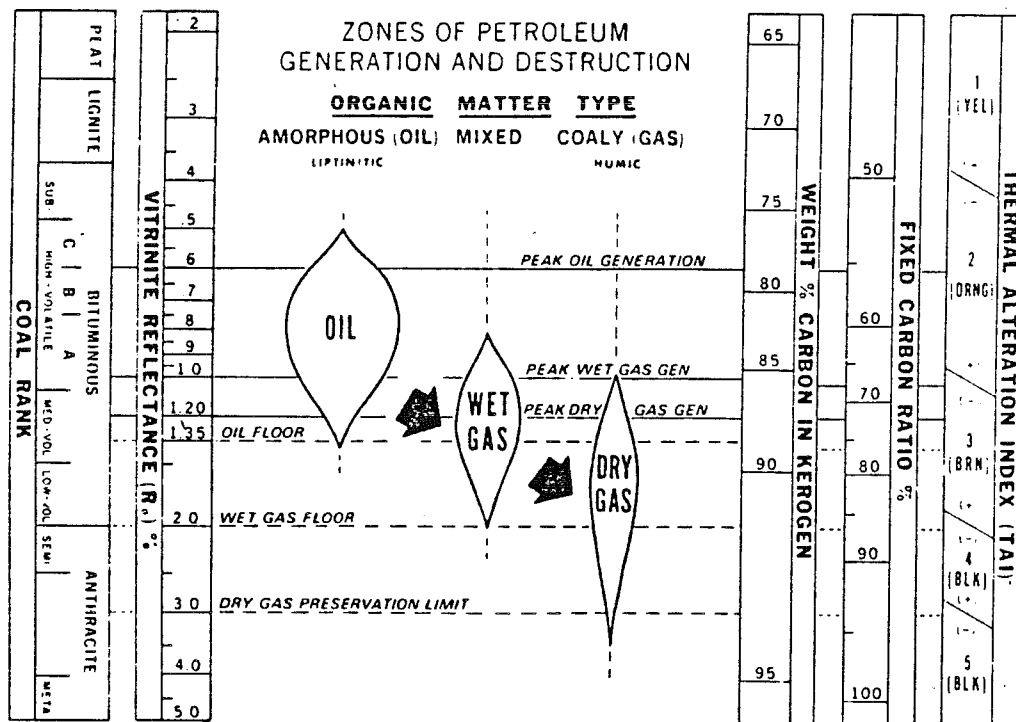 ZONES OF PETROLEUM
GENERATION AND DESTRUCTION
ORGANIC MATTER TYPE
AMORPHOUS (OIL) MIXED COALY (GAS)
LIPTINITIC HUMIC
COAL RANK
PEAT
LIGNITE
SUB-
BITUMINOUS
HIGH-VOLATILE
C B A
MED-VOL
LOW-
ANTHRACITE
SEMI
META
VITRINITE REFLECTANCE (Ro) %
.2
.3
.4
.5
.6
.7
.8
.9
1.0
1.20
1.35
2.0
3.0
4.0
5.0
PEAK OIL GENERATION
OIL
PEAK WET GAS GEN
WET
GAS
PEAK DRY GAS GEN
OIL FLOOR
DRY
GAS
WET GAS FLOOR
DRY GAS PRESERVATION LIMIT
WEIGHT % CARBON IN KEROGEN
65
70
75
80
85
90
95
FIXED CARBON RATIO %
50
60
70
80
90
100
THERMAL ALTERATION INDEX (TAI)
1
(YEL)
2
(ORNG)
3
(BRN)
4
(BLK)
5
(BLK)